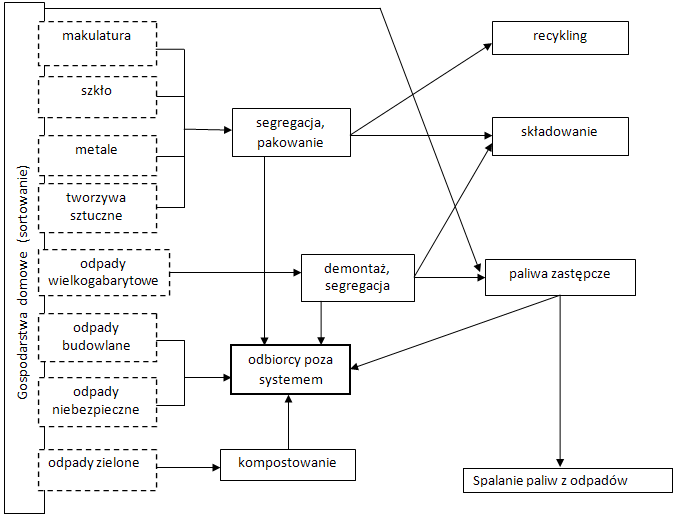 Gospodarstwa domowe (sortowanie)
makulatura
szkło
metale
tworzywa
sztuczne
odpady
wielkogabarytowe
odpady
budowlane
odpady
niebezpieczne
odpady zielone
segregacja,
pakowanie
demontaż,
segregacja
odbiorcy poza
systemem
kompostowanie
recykling
składowanie
paliwa zastępcze
Spalanie paliw z odpadów